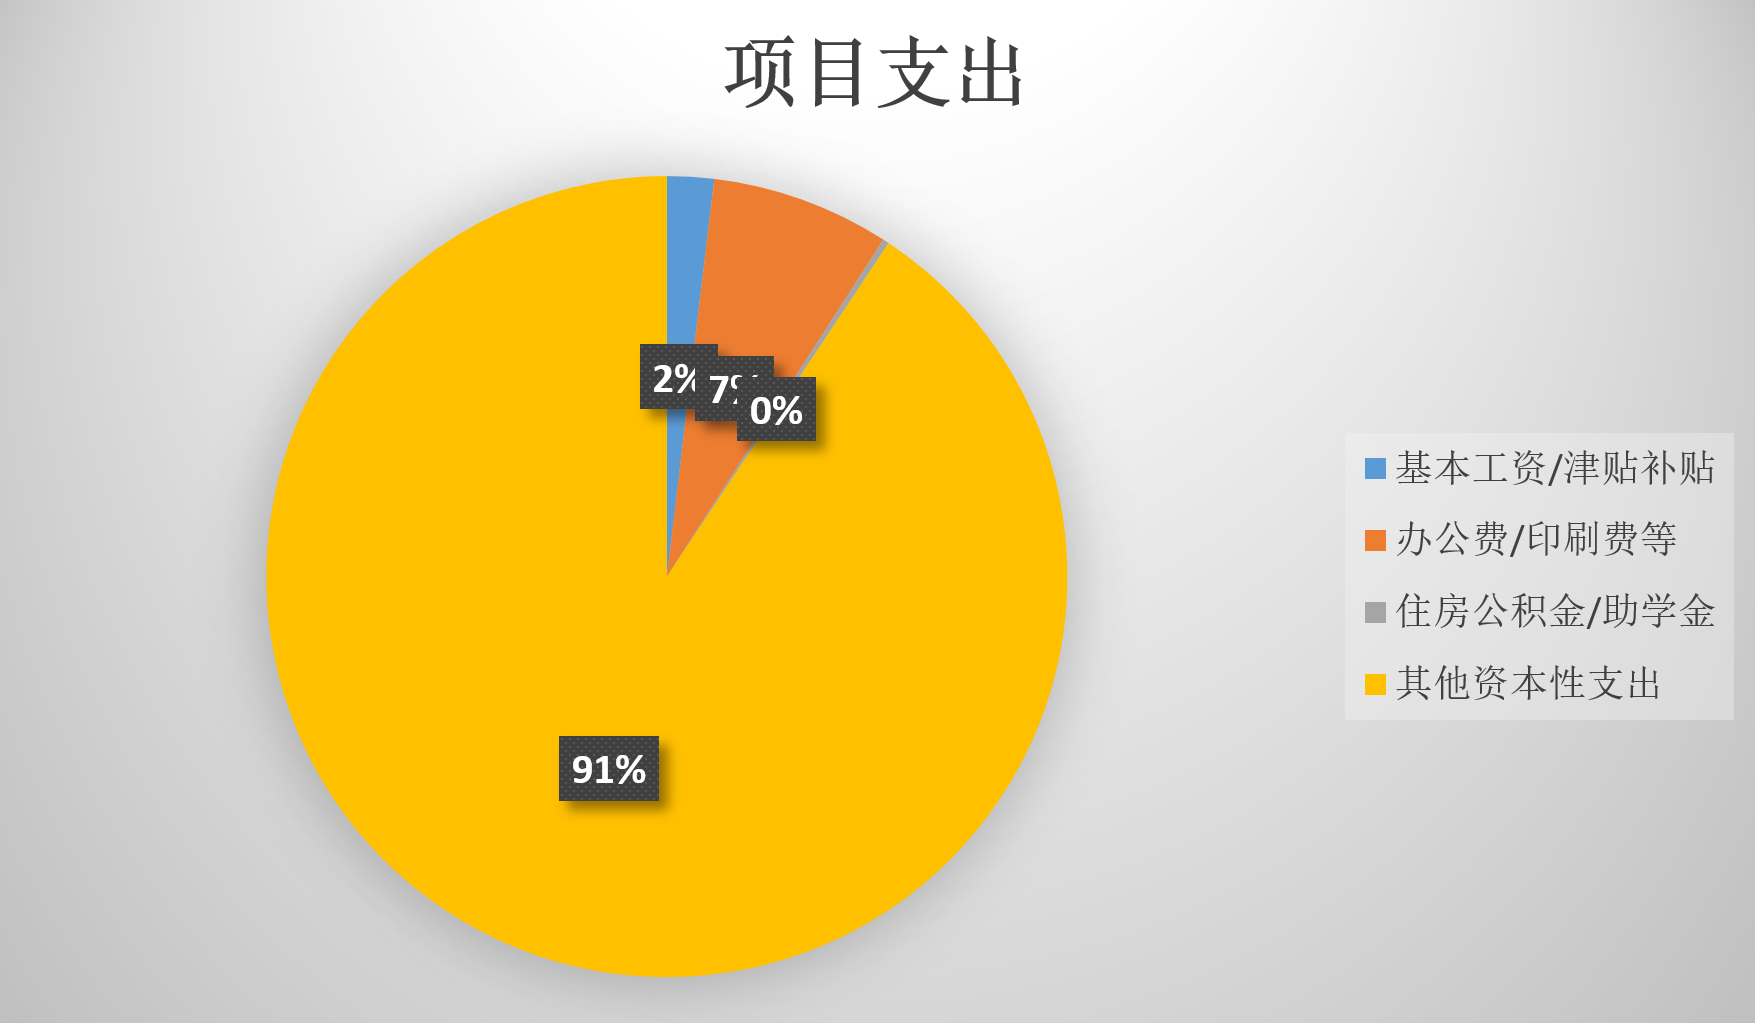 项目支出
2%
7%
0%
91%
基本工资/津贴补贴
办公费/印刷费等
住房公积金/助学金
其他资本性支出